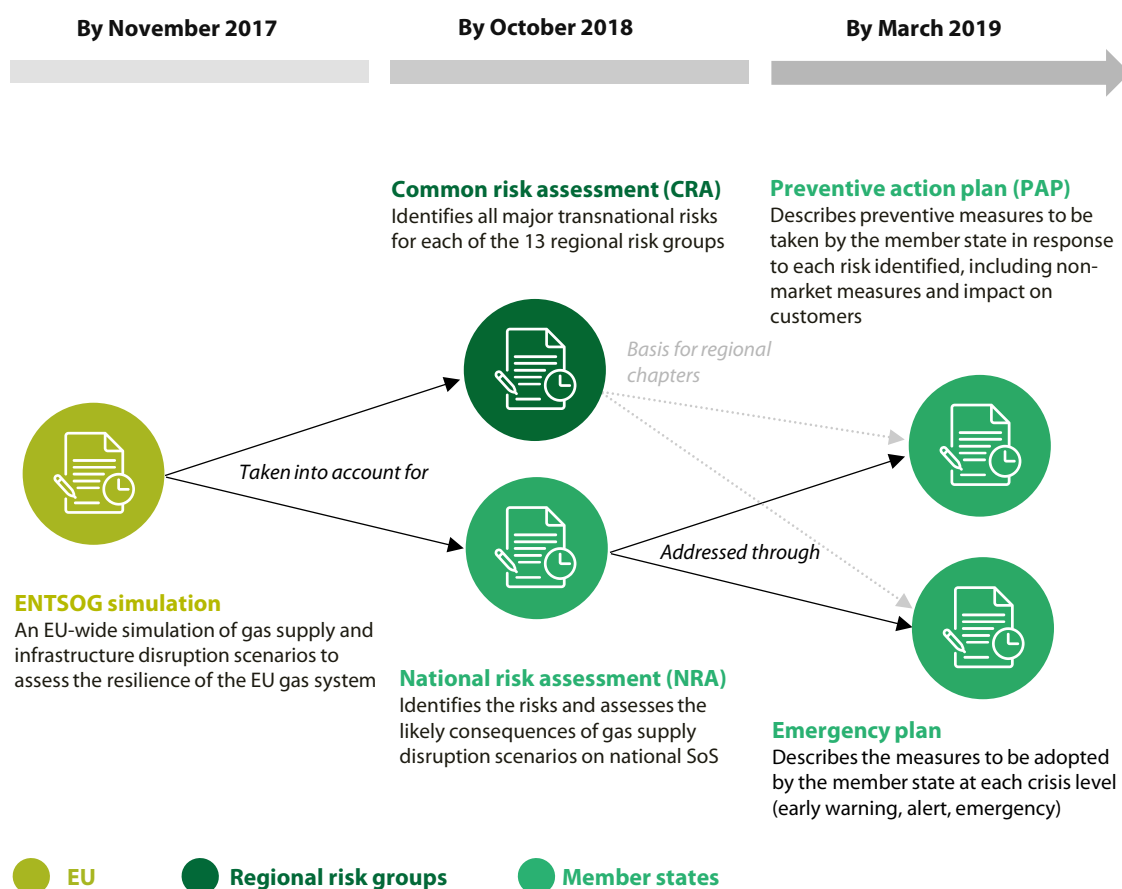 By November 2017
By October 2018
By March 2019
Common risk assessment (CRA)
Identifies all major transnational risks
for each of the 13 regional risk groups
Preventive action plan (PAP)
Describes preventive measures to be
taken by the member state in response
to each risk identified, including non-
market measures and impact on
customers
Basis for regional
chapters
Taken into account for
Addressed through
ENTSOG simulation
An EU-wide simulation of gas supply and
infrastructure disruption scenarios to
assess the resilience of the EU gas system
National risk assessment (NRA)
Identifies the risks and assesses the
likely consequences of gas supply
disruption scenarios on national SoS
Emergency plan
Describes the measures to be adopted
by the member state at each crisis level
(early warning, alert, emergency)
EU
Regional risk groups
Member states